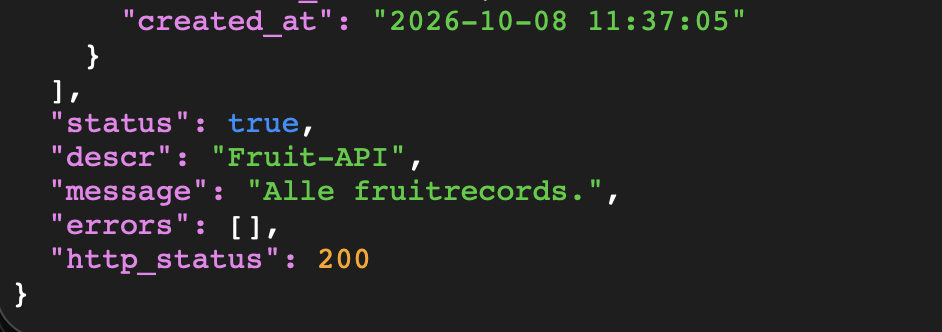 "created_at": "2026-10-08 11:37:05"
}
],
"status": true,
"descr": "Fruit-API",
"message": "Alle fruitrecords.",
"errors": [],
"http_status": 200
}